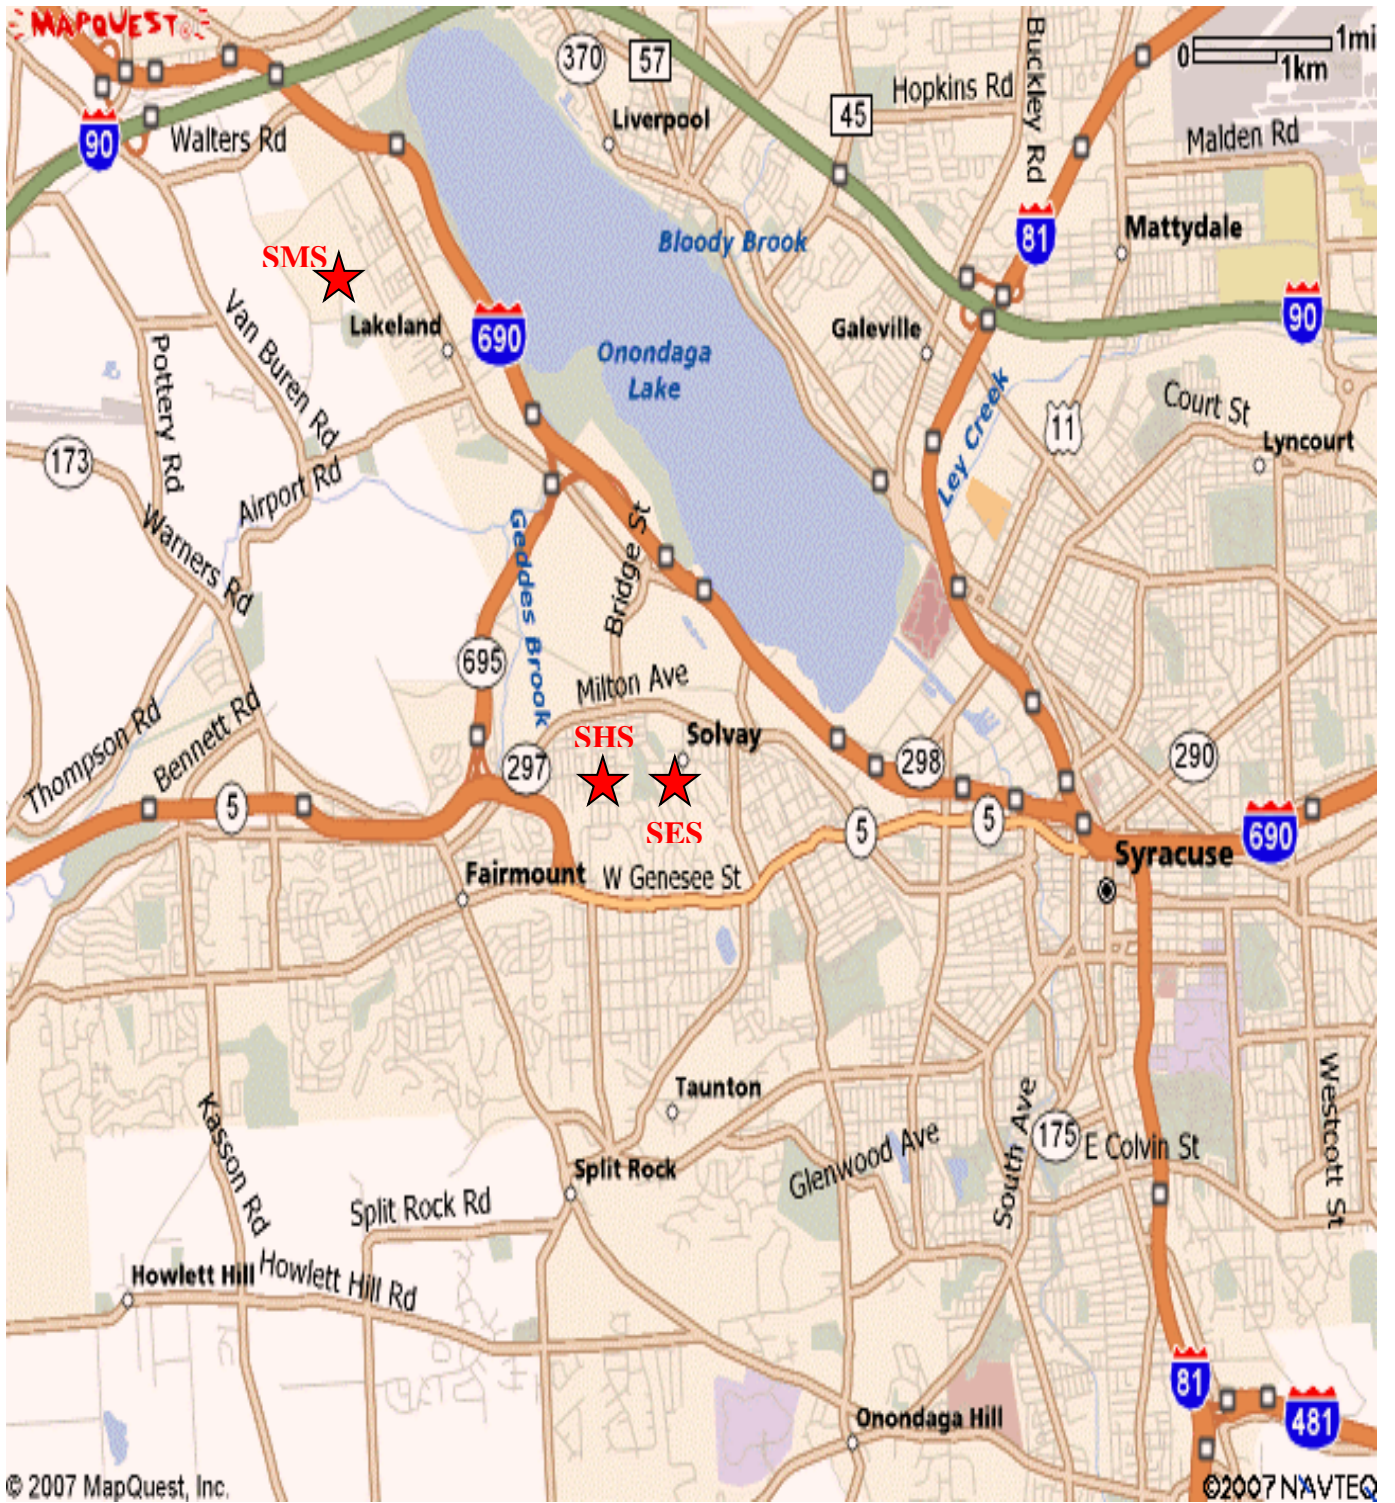 MAPQUEST®
370
57
0
1mi
1km
Hopkins Rd
Buckley Rd
45
Liverpool
90
Walters Rd
Malden Rd
81
Mattydale
Bloody Brook
SMS
Van Buren Rd
Lakeland
690
Galeville
90
Onondaga
Lake
Pottery Rd
Ley Creek
11
Court St
Lyncourt
173
Airport Rd
Warners Rd
Geddes Brook
Bridge St
695
Milton Ave
Thompson Rd
Bennett Rd
SHS
Solvay
297
298
290
5
SES
5
5
690
Syracuse
Fairmount
W Genesee St
Taunton
Kasson Rd
South Ave
175
E Colvin St
Westcott St
Glenwood Ave
Split Rock
Split Rock Rd
Howlett Hill
Howlett Hill Rd
81
481
Onondaga Hill
© 2007 MapQuest, Inc.
©2007 NAVTEQ